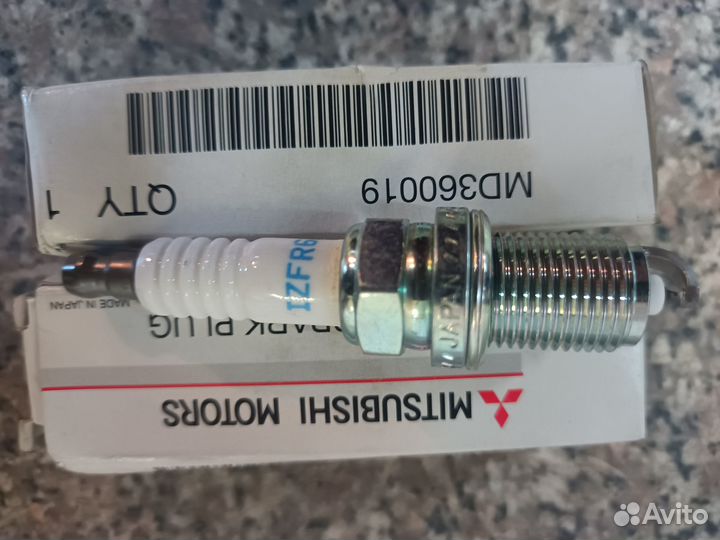 MD360019
QTY 1
IZFR6
JAPAN
PARK PLUG
MADE IN JAPAN
MITSUBISHI MOTORS
Avito